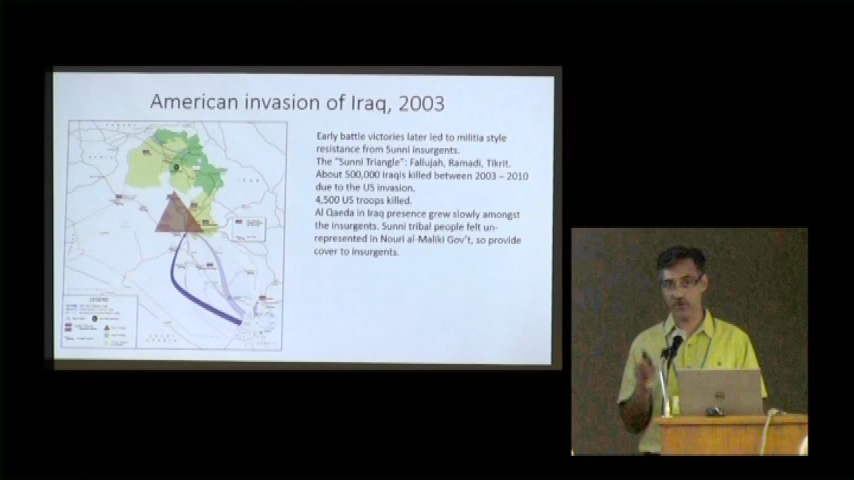 American invasion of Iraq, 2003
Early battle victories later led to militia style
resistance from Sunni insurgents.
The "Sunni Triangle": Fallujah, Ramadi, Tikrit.
About 500,000 Iraqis killed between 2003 – 2010
due to the US invasion.
4,500 US troops killed.
Al Qaeda in Iraq presence grew slowly amongst
the insurgents. Sunni tribal people felt un-
represented in Nouri al-Maliki Gov't, so provide
cover to insurgents.
LEGEND